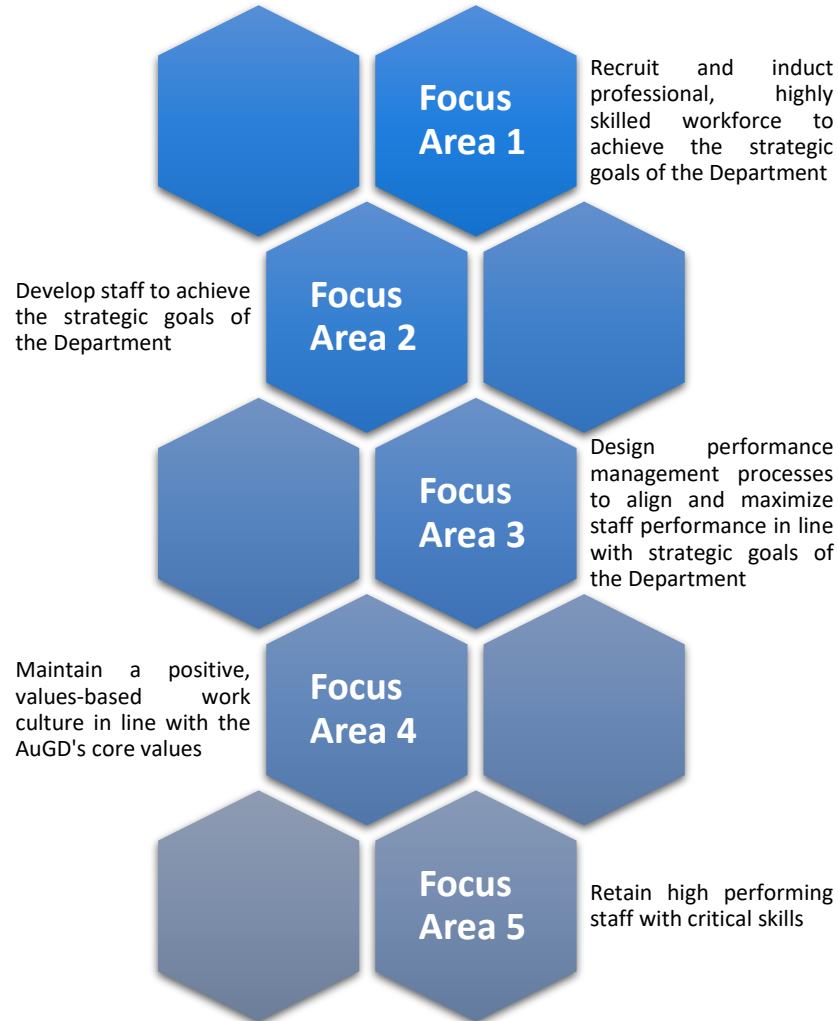 Focus
Area 1
Recruit and induct
professional, highly
skilled workforce to
achieve the strategic
goals of the Department
Develop staff to achieve
the strategic goals of
the Department
Focus
Area 2
Focus
Area 3
Design performance
management processes
to align and maximize
staff performance in line
with strategic goals of
the Department
Maintain a positive,
values-based work
culture in line with the
AuGD's core values
Focus
Area 4
Focus
Area 5
Retain high performing
staff with critical skills